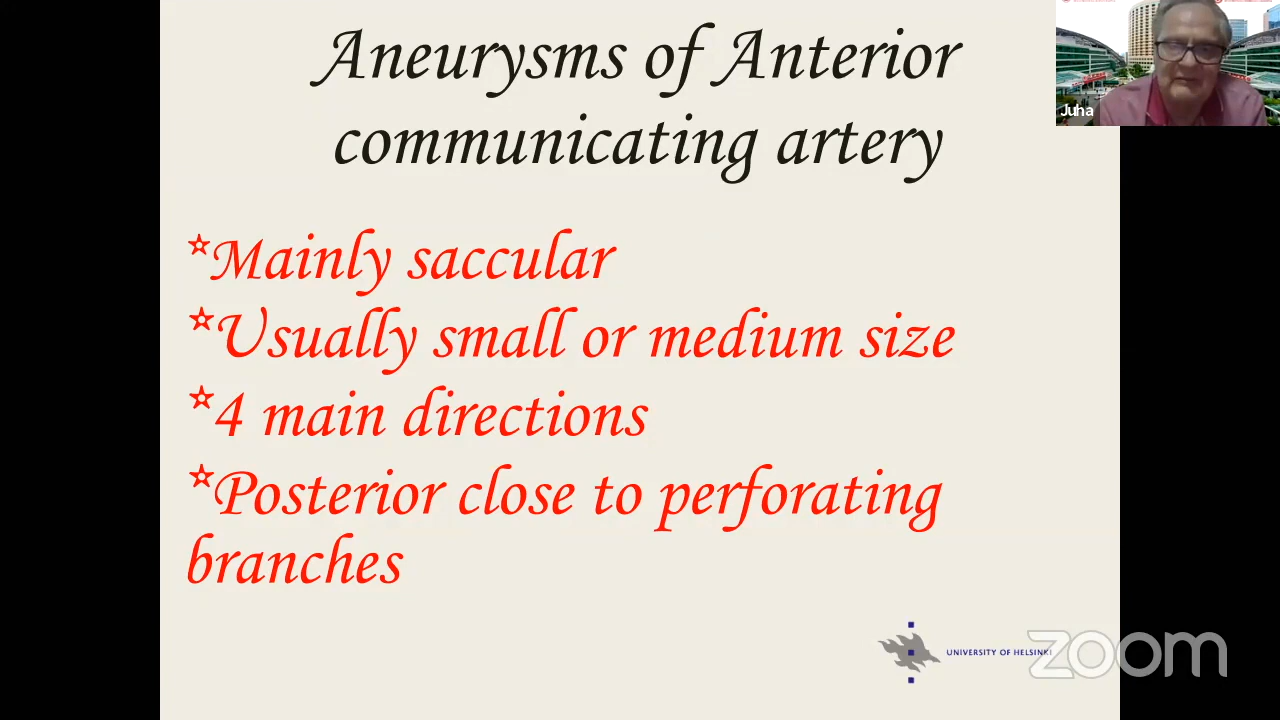 Aneurysms of Anterior
communicating artery
Juha
*Mainly saccular
*Usually small or medium size
*4 main directions
*Posterior close to perforating
branches
UNIVERSITY OF HELSINKI
zoom